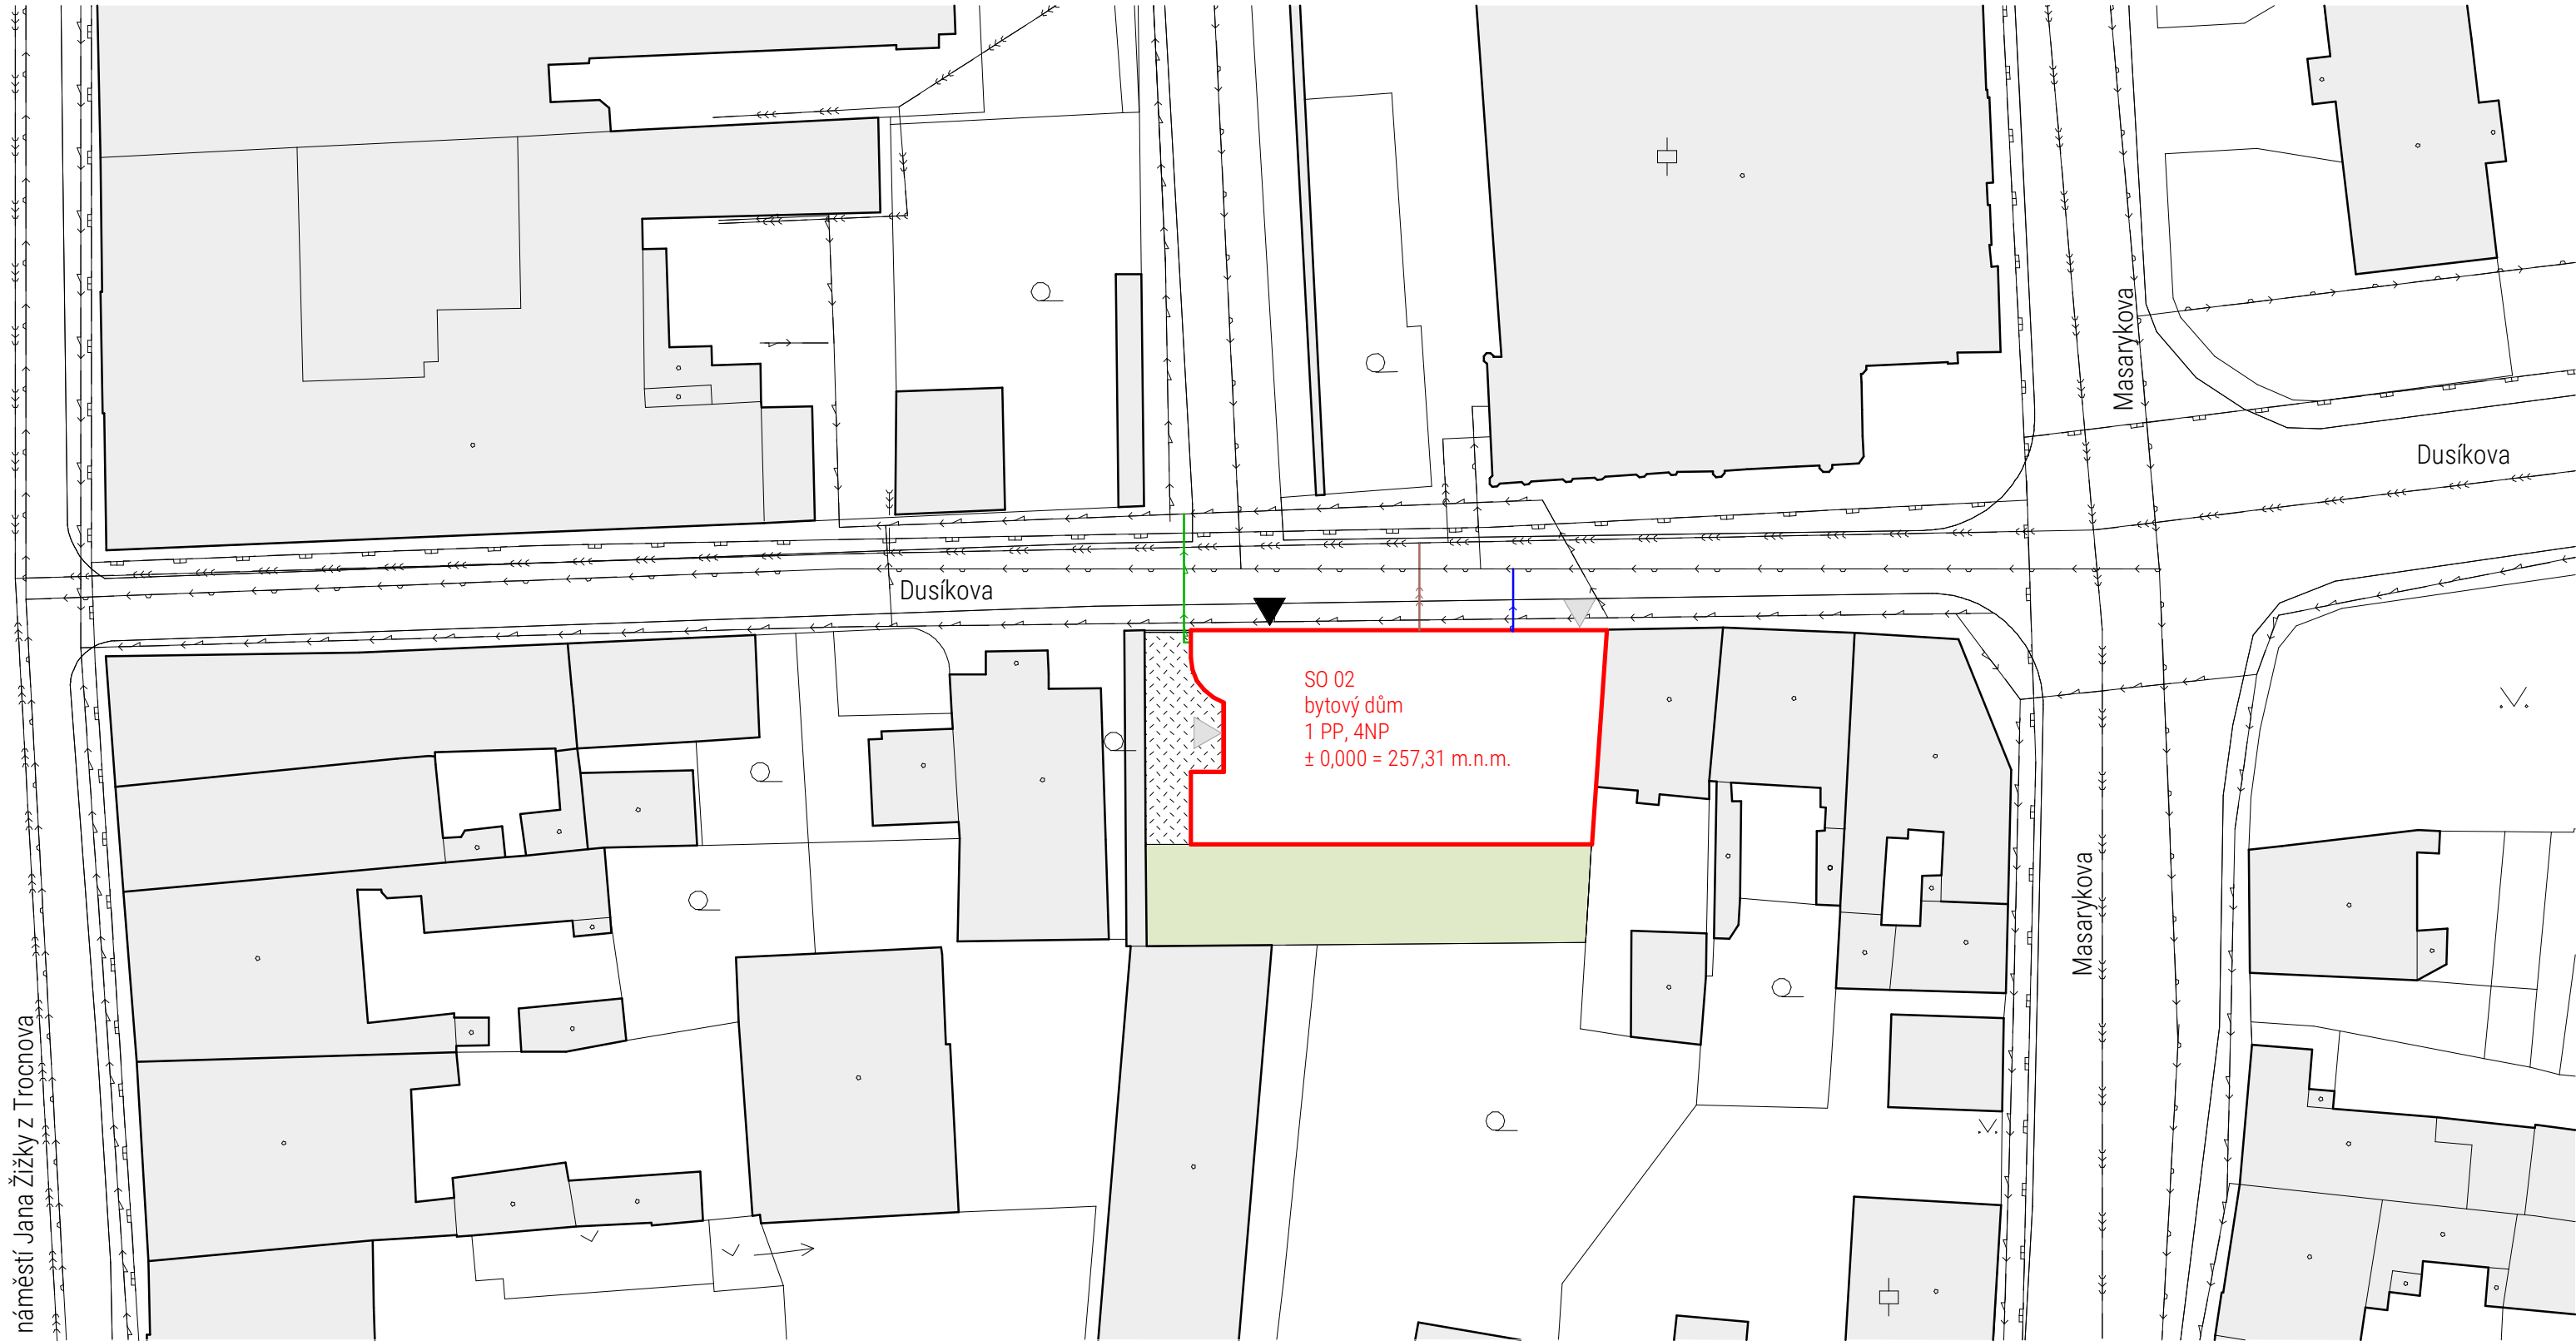 Masarykova
Dusíkova
Dusíkova
SO 02
bytový dům
1 PP, 4NP
± 0,000 = 257,31 m.n.m.
Masarykova
náměstí Jana Žižky z Trocnova